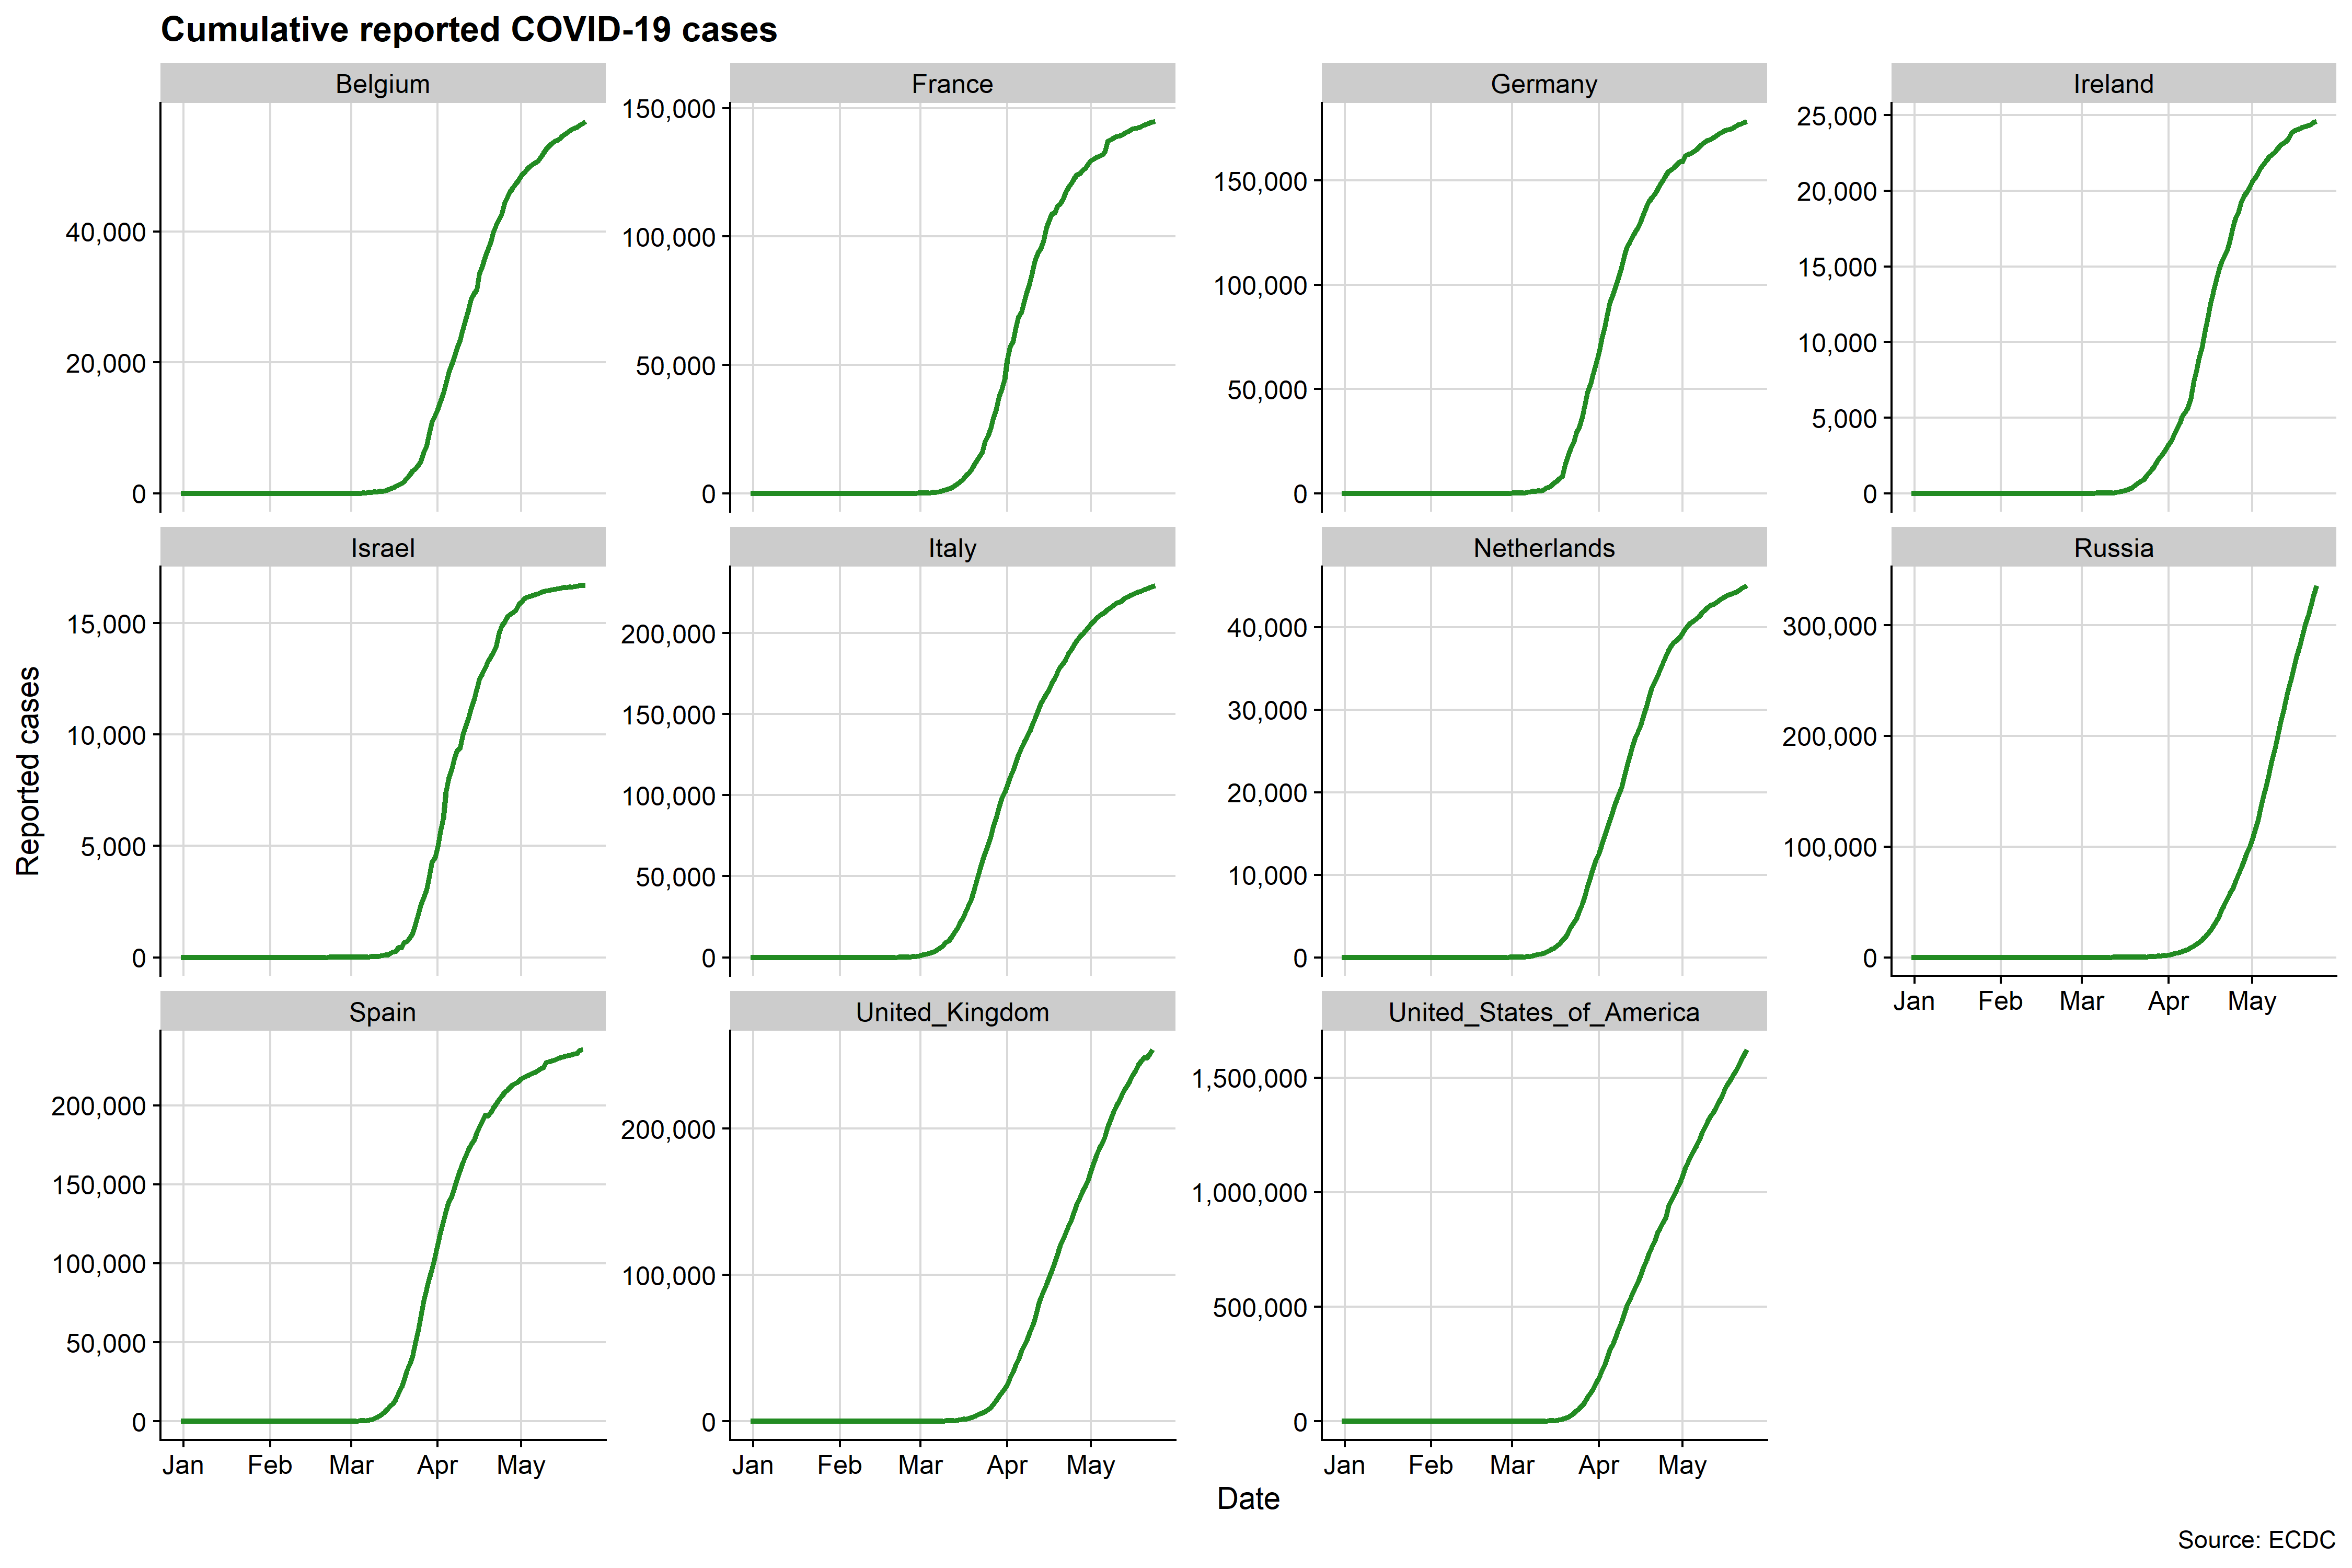 Cumulative reported COVID-19 cases
Belgium
France
Germany
Ireland
40,000
20,000
0
150,000
100,000
50,000
0
150,000
100,000
50,000
0
25,000
20,000
15,000
10,000
5,000
0
Reported cases
Israel
Italy
Netherlands
Russia
15,000
10,000
5,000
0
200,000
150,000
100,000
50,000
0
40,000
30,000
20,000
10,000
0
300,000
200,000
100,000
0
Jan Feb Mar Apr May
Spain
United_Kingdom
United_States_of_America
200,000
150,000
100,000
50,000
0
200,000
100,000
0
1,500,000
1,000,000
500,000
0
Jan Feb Mar Apr May
Jan Feb Mar Apr May
Jan Feb Mar Apr May
Date
Source: ECDC